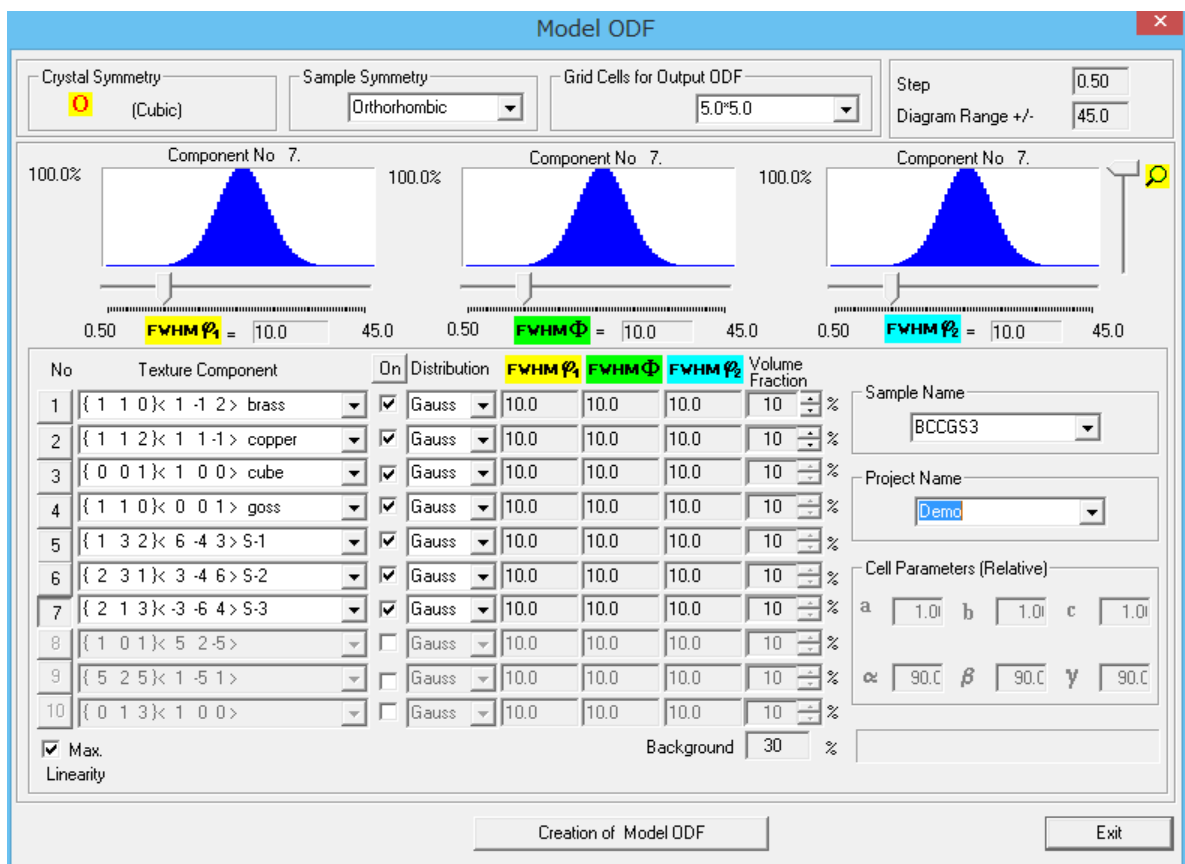 Model ODF
Crystal Symmetry
O (Cubic)
Sample Symmetry
Orthorhombic
Grid Cells for Output ODF
5.0*5.0
Step 0.50
Diagram Range +/- 45.0
Component No 7.
100.0%
Component No 7.
100.0%
Component No 7.
100.0%
0.50 FWHM φ1 = 10.0 45.0
0.50 FWHM Φ = 10.0 45.0
0.50 FWHM φ2 = 10.0 45.0
No Texture Component On Distribution FWHM φ1 FWHM Φ FWHM φ2 Volume Fraction
1 { 1 1 0}< 1 -1 2> brass Gauss 10.0 10.0 10.0 10 %
2 { 1 1 2}< 1 1 -1> copper Gauss 10.0 10.0 10.0 10 %
3 { 0 0 1}< 1 0 0> cube Gauss 10.0 10.0 10.0 10 %
4 { 1 1 0}< 0 0 1> goss Gauss 10.0 10.0 10.0 10 %
5 { 1 3 2}< 6 -4 3> S-1 Gauss 10.0 10.0 10.0 10 %
6 { 2 3 1}< 3 -4 6> S-2 Gauss 10.0 10.0 10.0 10 %
7 { 2 1 3}< -3 -6 4> S-3 Gauss 10.0 10.0 10.0 10 %
8 { 1 0 1}< 5 2 -5> Gauss 10.0 10.0 10.0 10 %
9 { 5 2 5}< 1 -5 1> Gauss 10.0 10.0 10.0 10 %
10 { 0 1 3}< 1 0 0> Gauss 10.0 10.0 10.0 10 %
Max.
Linearity
Background 30 %
Sample Name
BCCGS3
Project Name
Demo
Cell Parameters (Relative)
a 1.0 b 1.0 c 1.0
α 90. β 90. γ 90.
Creation of Model ODF
Exit